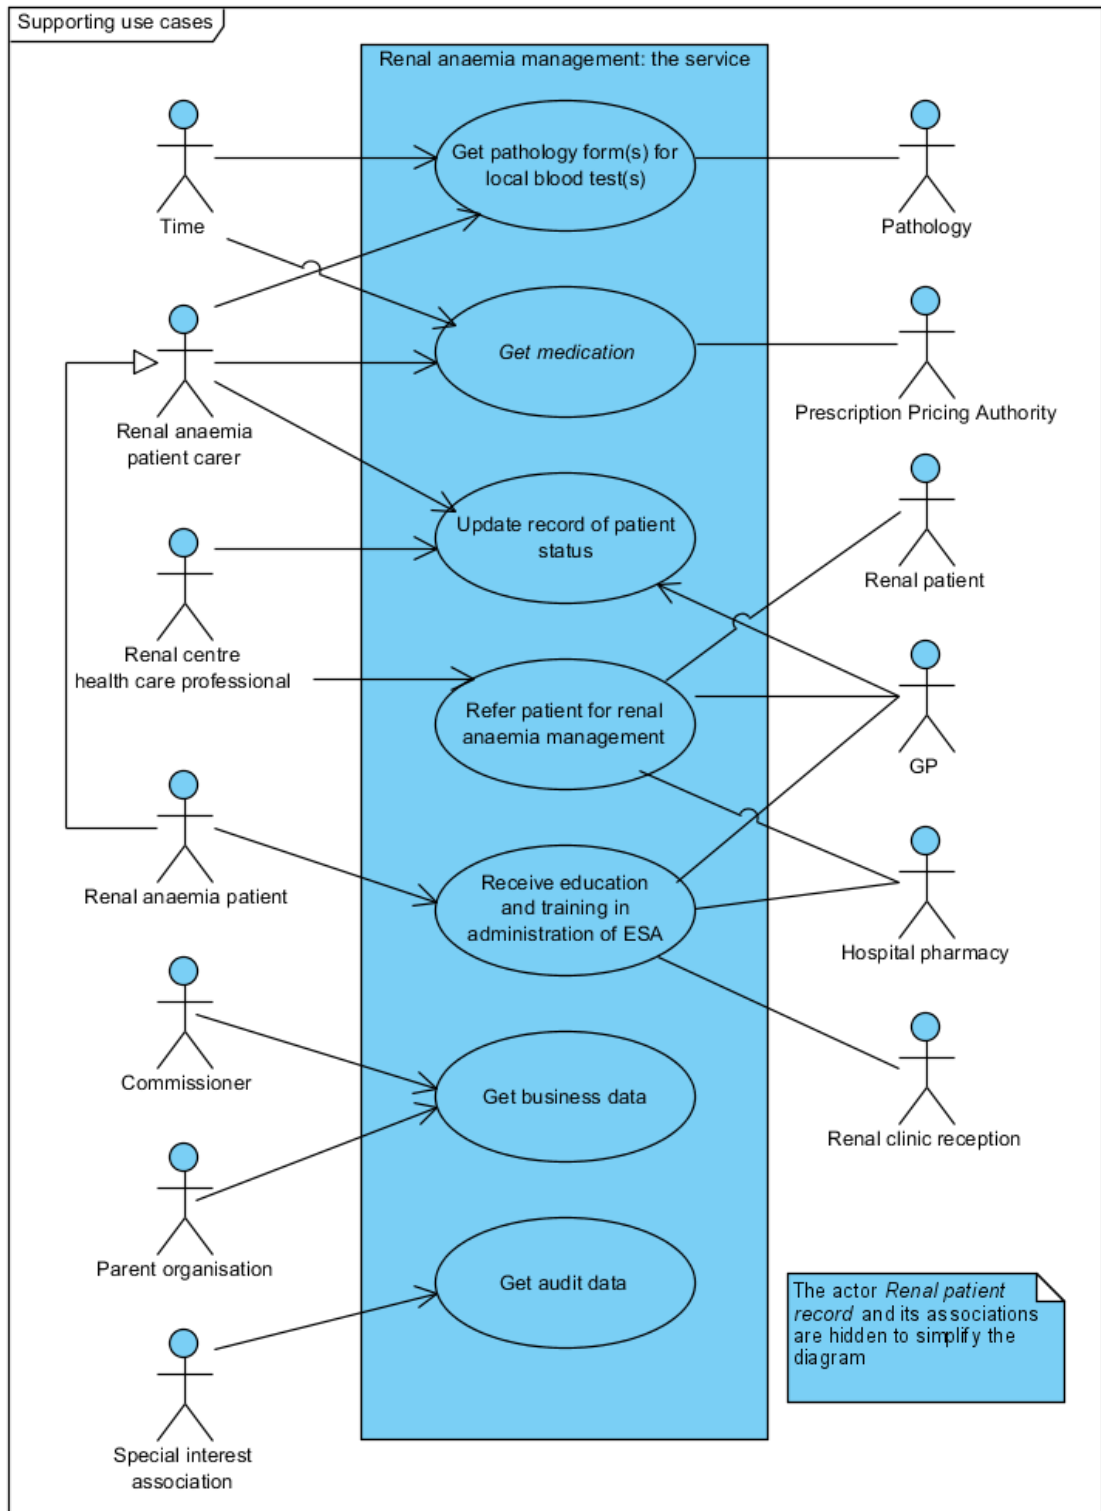 Supporting use cases
Renal anaemia management: the service
Time
Get pathology form(s) for
local blood test(s)
Pathology
Renal anaemia
patient carer
Get medication
Prescription Pricing Authority
Update record of patient
status
Renal patient
Renal centre
health care professional
Refer patient for renal
anaemia management
GP
Renal anaemia patient
Receive education
and training in
administration of ESA
Hospital pharmacy
Commissioner
Get business data
Renal clinic reception
Parent organisation
Get audit data
The actor Renal patient
record and its associations
are hidden to simplify the
diagram
Special interest
association